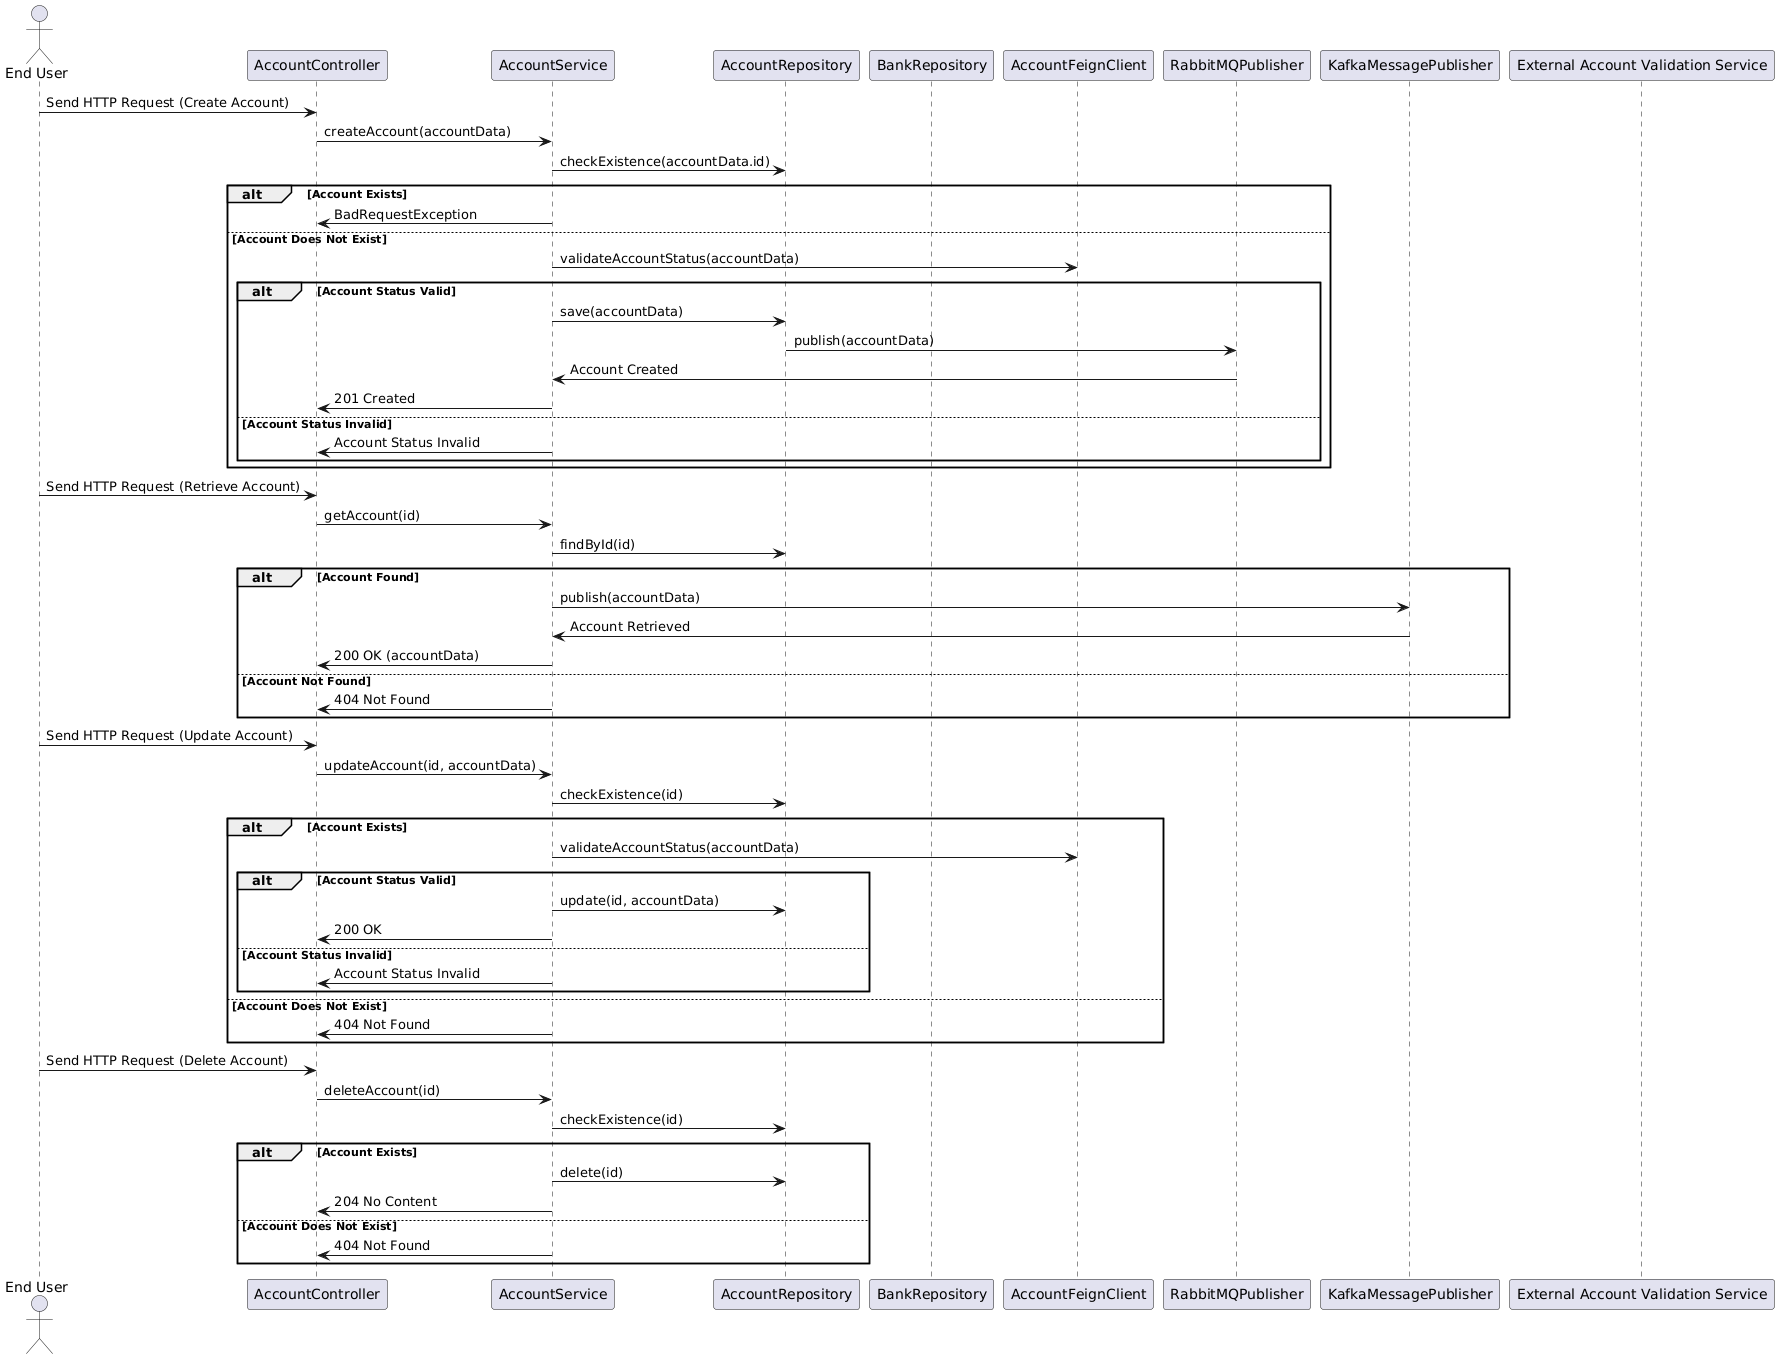 End User
AccountController
AccountService
AccountRepository
BankRepository
AccountFeignClient
RabbitMQPublisher
KafkaMessagePublisher
External Account Validation Service
Send HTTP Request (Create Account)
createAccount(accountData)
checkExistence(accountData.id)
alt
[Account Exists]
BadRequestException
[Account Does Not Exist]
validateAccountStatus(accountData)
alt
[Account Status Valid]
save(accountData)
publish(accountData)
Account Created
201 Created
[Account Status Invalid]
Account Status Invalid
Send HTTP Request (Retrieve Account)
getAccount(id)
findById(id)
alt
[Account Found]
publish(accountData)
Account Retrieved
200 OK (accountData)
[Account Not Found]
404 Not Found
Send HTTP Request (Update Account)
updateAccount(id, accountData)
checkExistence(id)
alt
[Account Exists]
validateAccountStatus(accountData)
alt
[Account Status Valid]
update(id, accountData)
200 OK
[Account Status Invalid]
Account Status Invalid
[Account Does Not Exist]
404 Not Found
Send HTTP Request (Delete Account)
deleteAccount(id)
checkExistence(id)
alt
[Account Exists]
delete(id)
204 No Content
[Account Does Not Exist]
404 Not Found
End User
AccountController
AccountService
AccountRepository
BankRepository
AccountFeignClient
RabbitMQPublisher
KafkaMessagePublisher
External Account Validation Service